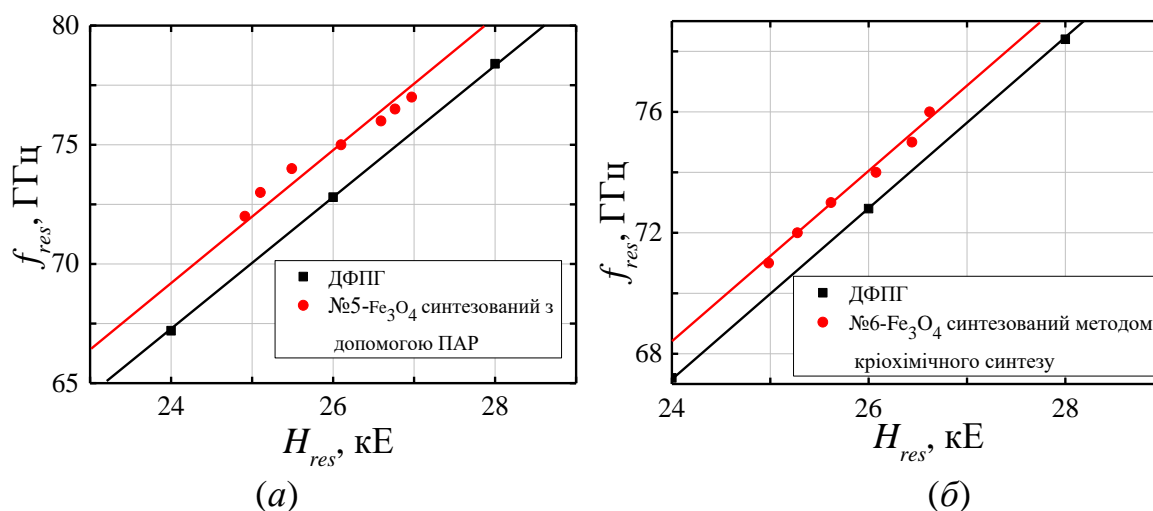 80
75
70
65
24
26
28
f_res, ГГц
H_res, кЕ
ДФПГ
№5-Fe₃O₄ синтезований з
допомогою ПАР
(а)
76
72
68
24
26
28
f_res, ГГц
H_res, кЕ
ДФПГ
№6-Fe₃O₄ синтезований методом
кріохімічного синтезу
(б)